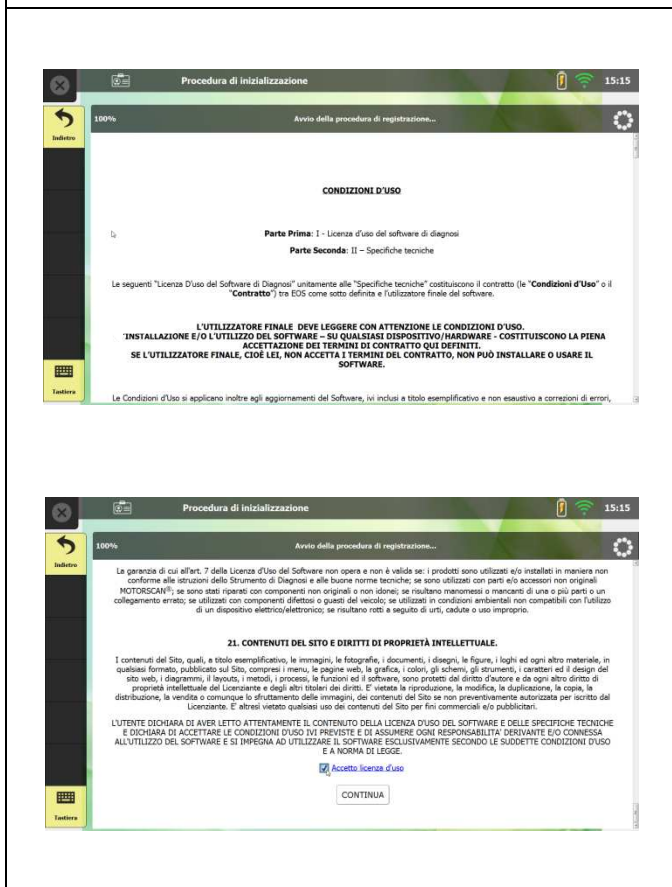 Procedura di inizializzazione
15:15
Indietro
100%
Avvio della procedura di registrazione...
CONDIZIONI D'USO
Parte Prima: I - Licenza d'uso del software di diagnosi
Parte Seconda: II – Specifiche tecniche
Le seguenti "Licenza D'uso del Software di Diagnosi" unitamente alle "Specifiche tecniche" costituiscono il contratto (le "Condizioni d'Uso" o il
"Contratto") tra EOS come sotto definita e l'utilizzatore finale del software.
L'UTILIZZATORE FINALE DEVE LEGGERE CON ATTENZIONE LE CONDIZIONI D'USO.
'INSTALLAZIONE E/O L'UTILIZZO DEL SOFTWARE – SU QUALSIASI DISPOSITIVO/HARDWARE - COSTITUISCONO LA PIENA
ACCETTAZIONE DEI TERMINI DI CONTRATTO QUI DEFINITI.
SE L'UTILIZZATORE FINALE, CIOÈ LEI, NON ACCETTA I TERMINI DEL CONTRATTO, NON PUÒ INSTALLARE O USARE IL
SOFTWARE.
Tastiera
Le Condizioni d'Uso si applicano inoltre agli aggiornamenti del Software, ivi inclusi a titolo esemplificativo e non esaustivo a correzioni di errori,
Procedura di inizializzazione
15:15
Indietro
100%
Avvio della procedura di registrazione...
La garanzia di cui all'art. 7 della Licenza d'Uso del Software non opera e non è valida se: i prodotti sono utilizzati e/o installati in maniera non
conforme alle istruzioni dello Strumento di Diagnosi e alle buone norme tecniche; se sono utilizzati con parti e/o accessori non originali
MOTORSCAN®; se sono stati riparati con componenti non originali o non idonei; se risultano manomessi o mancanti di una o più parti o un
collegamento errato; se utilizzati con componenti difettosi o guasti del veicolo; se utilizzati in condizioni ambientali non compatibili con l'utilizzo
di un dispositivo elettrico/elettronico; se risultano rotti a seguito di urti, cadute o uso improprio.
21. CONTENUTI DEL SITO E DIRITTI DI PROPRIETÀ INTELLETTUALE.
I contenuti del Sito, quali, a titolo esemplificativo, le immagini, le fotografie, i documenti, i disegni, le figure, i loghi ed ogni altro materiale, in
qualsiasi formato, pubblicato sul Sito, compresi i menu, le pagine web, la grafica, i colori, gli schemi, gli strumenti, i caratteri ed il design del
sito web, i diagrammi, il layouts, i metodi, i processi, le funzioni ed il software, sono protetti dal diritto d'autore e da ogni altro diritto di
proprietà intellettuale del Licenziante e degli altri titolari dei diritti. E' vietata la riproduzione, la modifica, la duplicazione, la copia, la
distribuzione, la vendita o comunque lo sfruttamento delle immagini, dei contenuti del Sito se non preventivamente autorizzata per iscritto dal
Licenziante. E' altresì vietato qualsiasi uso dei contenuti del Sito per fini commerciali e/o pubblicitari.
L'UTENTE DICHIARA DI AVER LETTO ATTENTAMENTE IL CONTENUTO DELLA LICENZA D'USO DEL SOFTWARE E DELLE SPECIFICHE TECNICHE
E DICHIARA DI ACCETTARE LE CONDIZIONI D'USO IVI PREVISTE E DI ASSUMERE OGNI RESPONSABILITA' DERIVANTE E/O CONNESSA
ALL'UTILIZZO DEL SOFTWARE E SI IMPEGNA AD UTILIZZARE IL SOFTWARE ESCLUSIVAMENTE SECONDO LE SUDDETTE CONDIZIONI D'USO
E A NORMA DI LEGGE.
Accetto licenza d'uso
CONTINUA
Tastiera